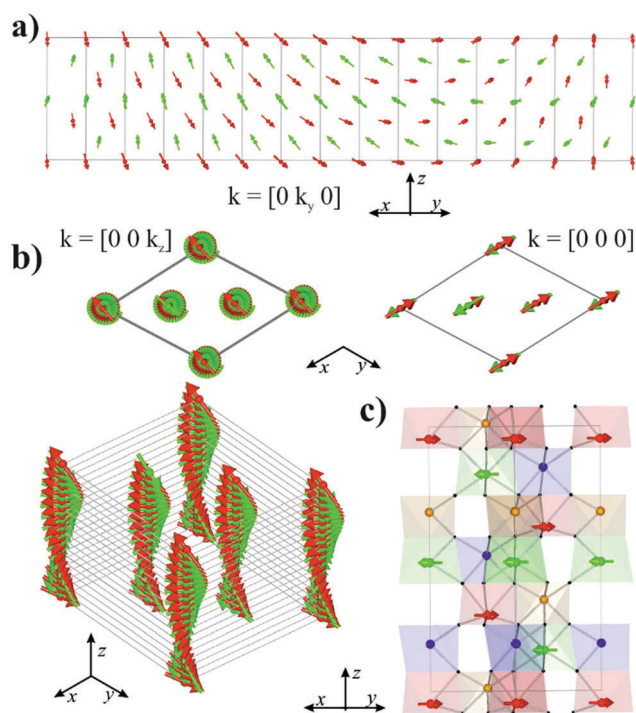 a)
z
k = [0 k_y 0]
x y
b)
k = [0 0 k_z]
k = [0 0 0]
x y
c)
z
x y
z
x y